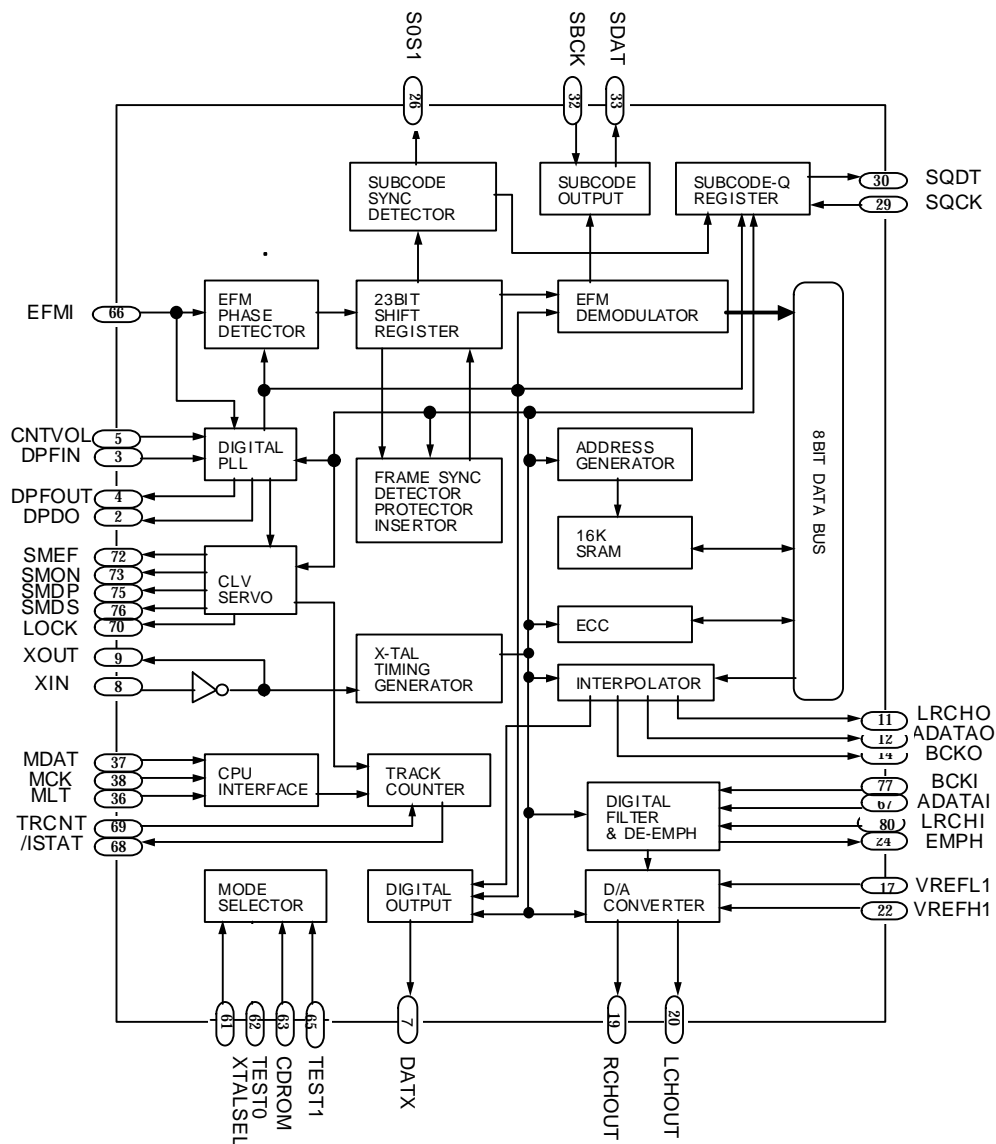 S0S1
SBCK
SDAT
26
32
33
SUBCODE
SYNC
DETECTOR
SUBCODE
OUTPUT
SUBCODE-Q
REGISTER
30
SQDT
29
SQCK
EFMI
66
EFM
PHASE
DETECTOR
23BIT
SHIFT
REGISTER
EFM
DEMODULATOR
8BIT DATA BUS
CNTVOL
5
DPFIN
3
DPFOUT
4
DPDO
2
DIGITAL
PLL
FRAME SYNC
DETECTOR
PROTECTOR
INSERTOR
ADDRESS
GENERATOR
16K
SRAM
SMEF
72
SMON
73
SMDP
75
SMDS
76
LOCK
70
CLV
SERVO
ECC
XOUT
9
XIN
8
X-TAL
TIMING
GENERATOR
INTERPOLATOR
11
LRCHO
12
ADATAO
14
BCKO
MDAT
37
MCK
38
MLT
36
TRCNT
69
/ISTAT
68
CPU
INTERFACE
TRACK
COUNTER
DIGITAL
FILTER
& DE-EMPH
77
BCKI
67
ADATAI
80
LRCHI
24
EMPH
MODE
SELECTOR
DIGITAL
OUTPUT
D/A
CONVERTER
17
VREFL1
22
VREFH1
61
62
63
65
7
19
20
XTALSEL
TEST0
CDROM
TEST1
DATX
RCHOUT
LCHOUT